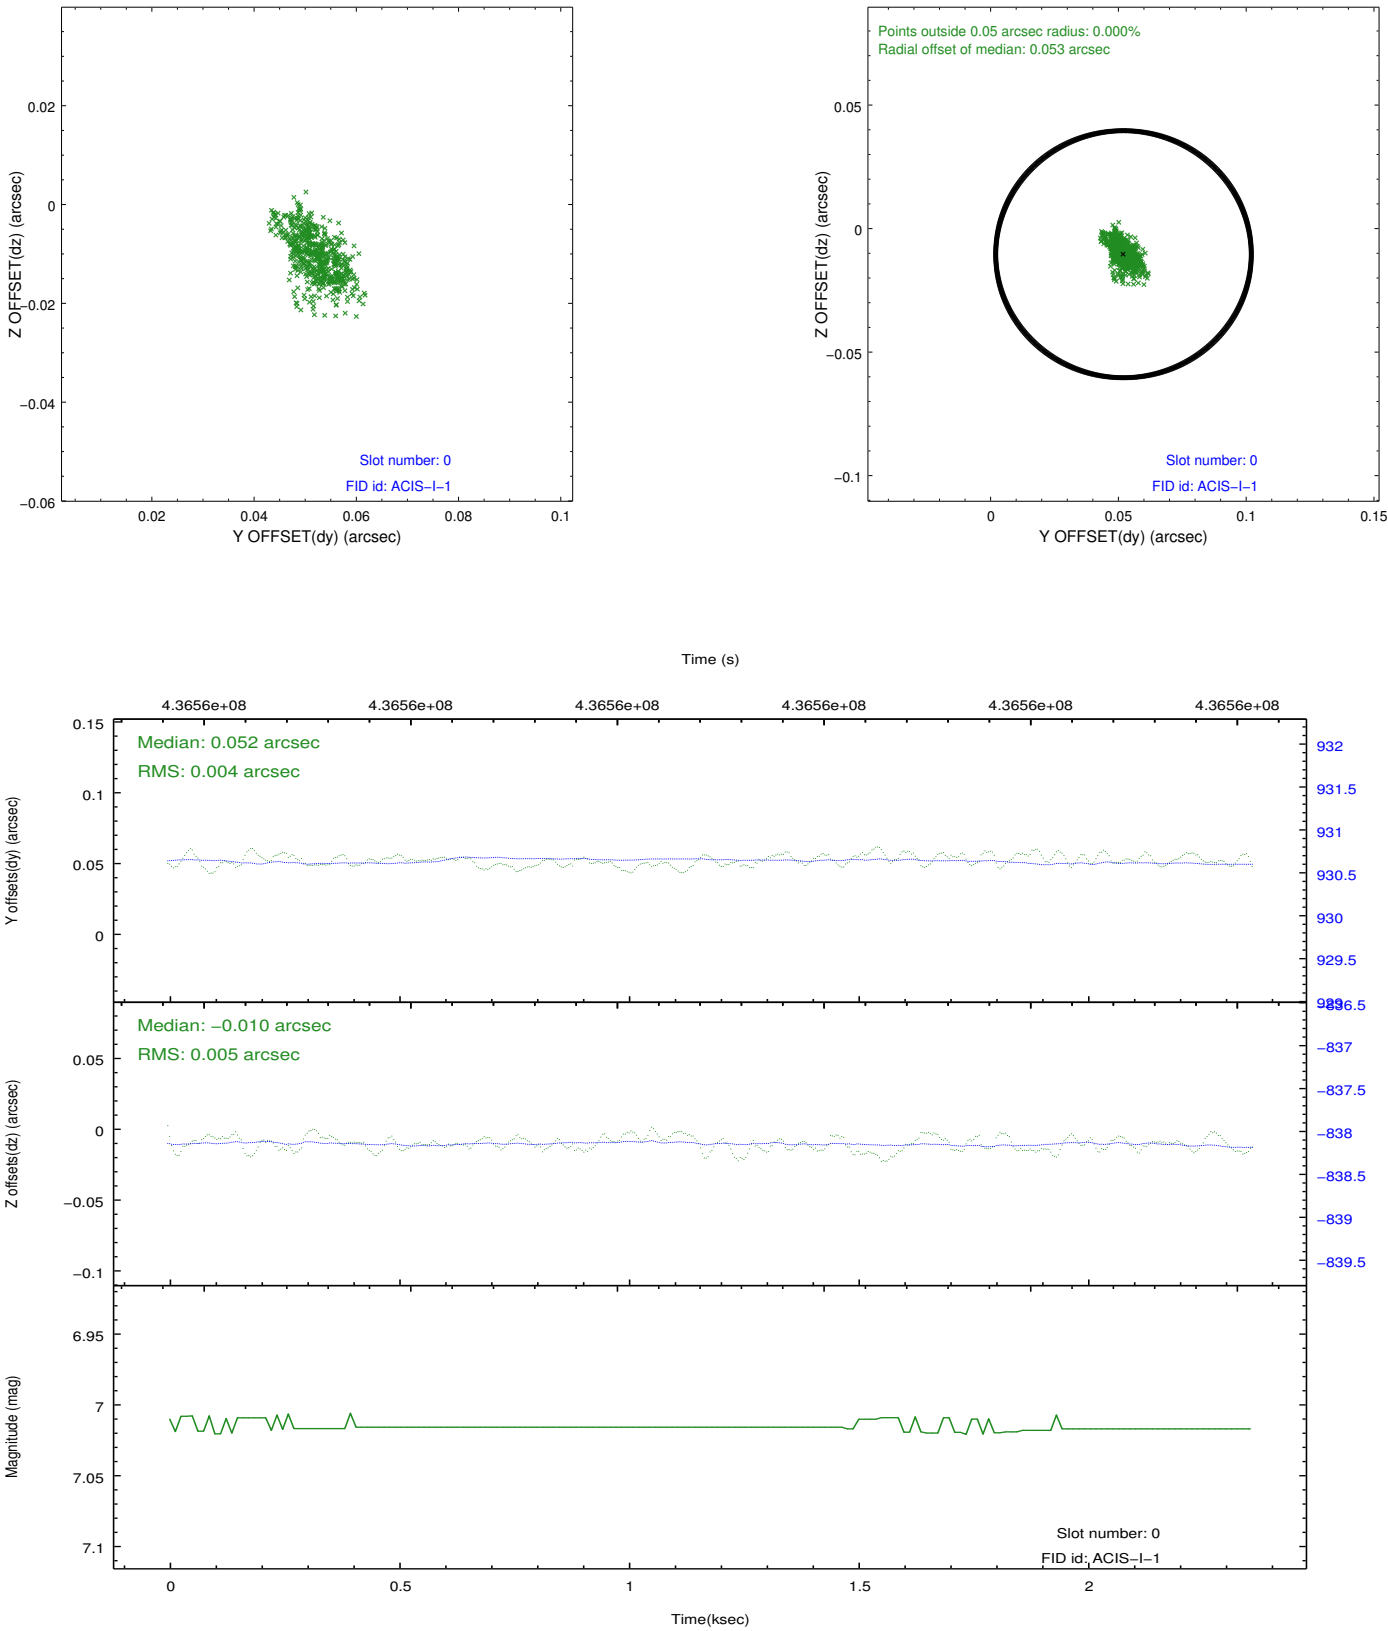 0.02
0
−0.02
−0.04
−0.06
Z OFFSET(dz) (arcsec)
Slot number: 0
FID id: ACIS−I−1
0.02 0.04 0.06 0.08 0.1
Y OFFSET(dy) (arcsec)
Points outside 0.05 arcsec radius: 0.000%
Radial offset of median: 0.053 arcsec
0.05
0
−0.05
−0.1
Z OFFSET(dz) (arcsec)
Slot number: 0
FID id: ACIS−I−1
0 0.05 0.1 0.15
Y OFFSET(dy) (arcsec)
Time (s)
4.3656e+08 4.3656e+08 4.3656e+08 4.3656e+08 4.3656e+08 4.3656e+08
Median: 0.052 arcsec
RMS: 0.004 arcsec
0.15
0.1
0.05
0
Y offsets(dy) (arcsec)
932
931.5
931
930.5
930
929.5
929
Median: −0.010 arcsec
RMS: 0.005 arcsec
0.05
0
−0.05
−0.1
Z offsets(dz) (arcsec)
−836.5
−837
−837.5
−838
−838.5
−839
−839.5
6.95
7
7.05
7.1
Magnitude (mag)
Slot number: 0
FID id: ACIS−I−1
0 0.5 1 1.5 2
Time(ksec)